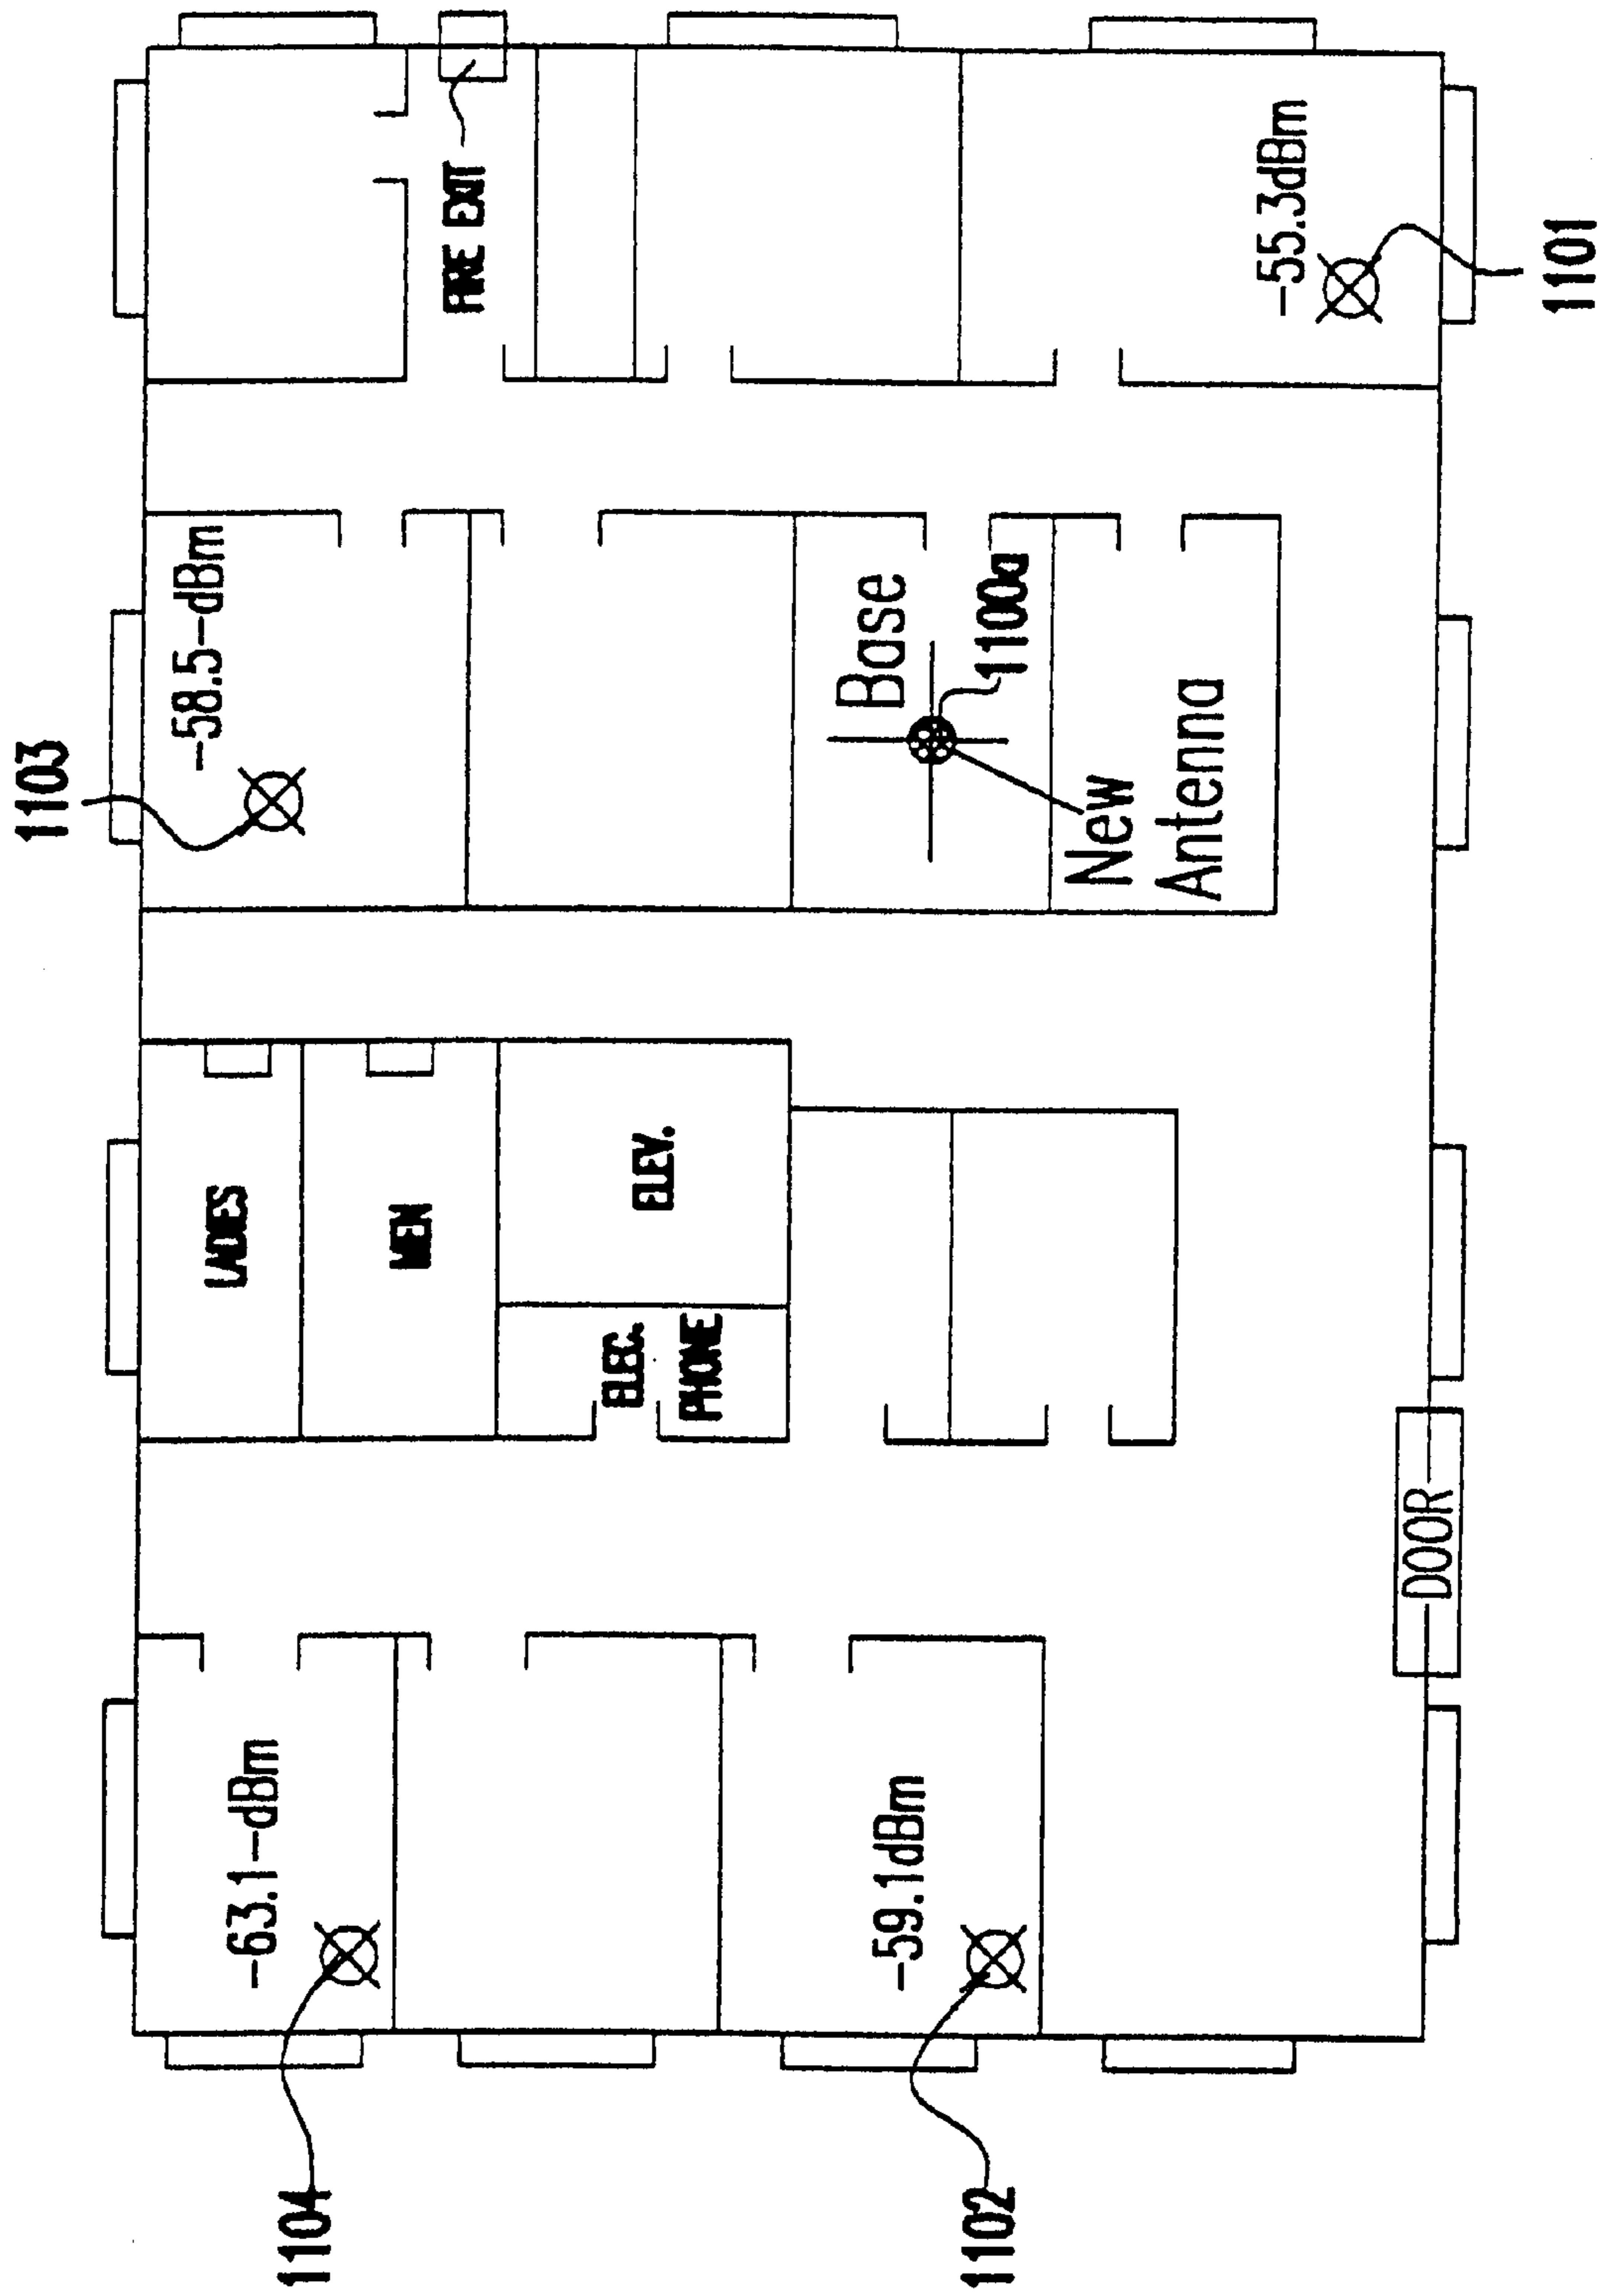 1104
-63.1-dBm
LADIES
1103
-58.5-dBm
MEN
FIRE EXIT
ELEC.
ELEV.
PHONE
1102
-59.1dBm
Base
1100a
New
Antenna
-55.3dBm
DOOR
1101